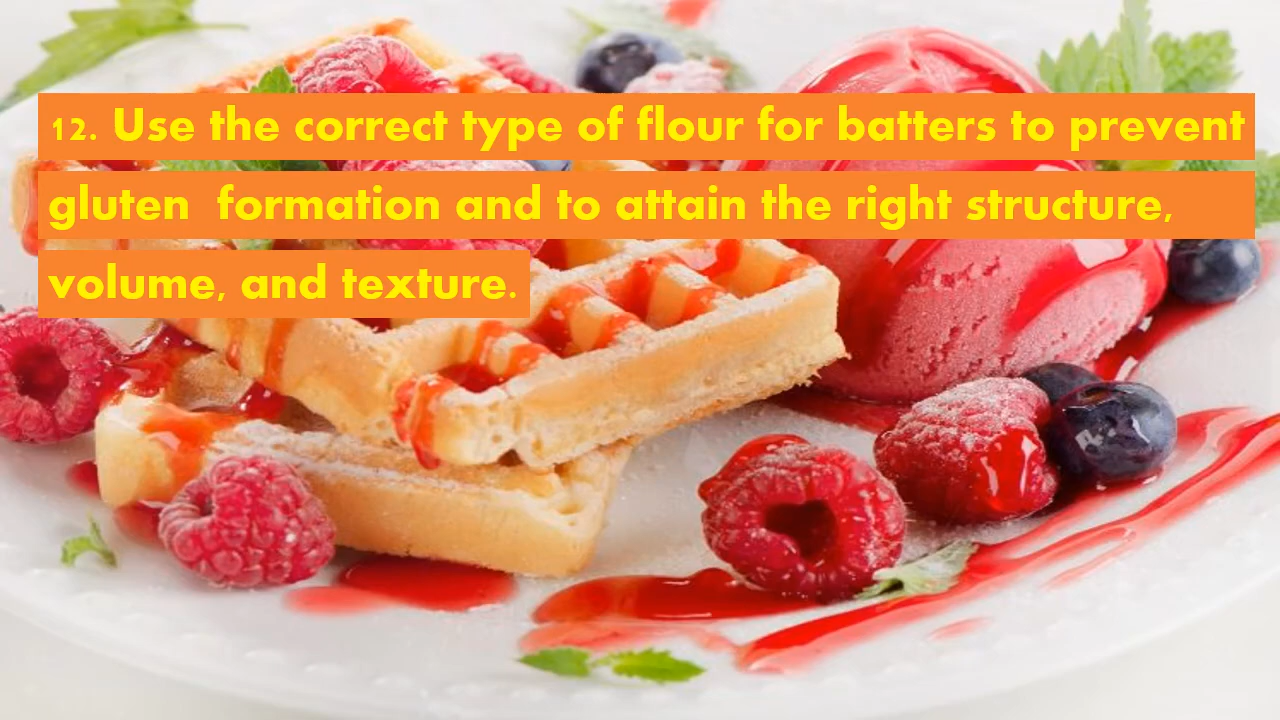 12. Use the correct type of flour for batters to prevent
gluten  formation and to attain the right structure,
volume, and texture.